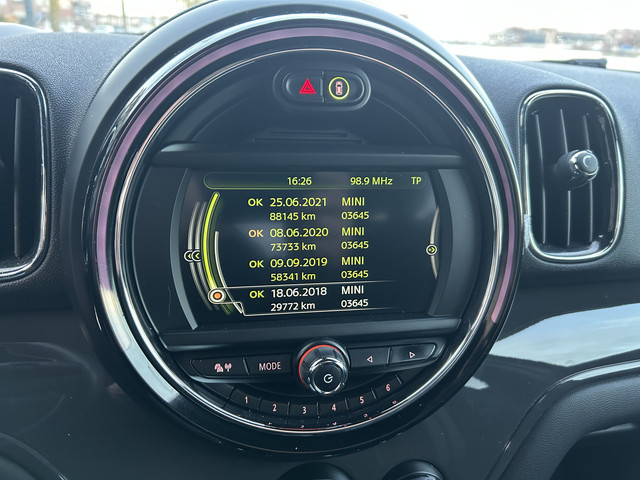 16:26 98.9 MHz TP
OK 25.06.2021 MINI
88145 km 03645
OK 08.06.2020 MINI
73733 km 03645
OK 09.09.2019 MINI
58341 km 03645
OK 18.06.2018 MINI
29772 km 03645
MODE
1 2 3 4 5 6